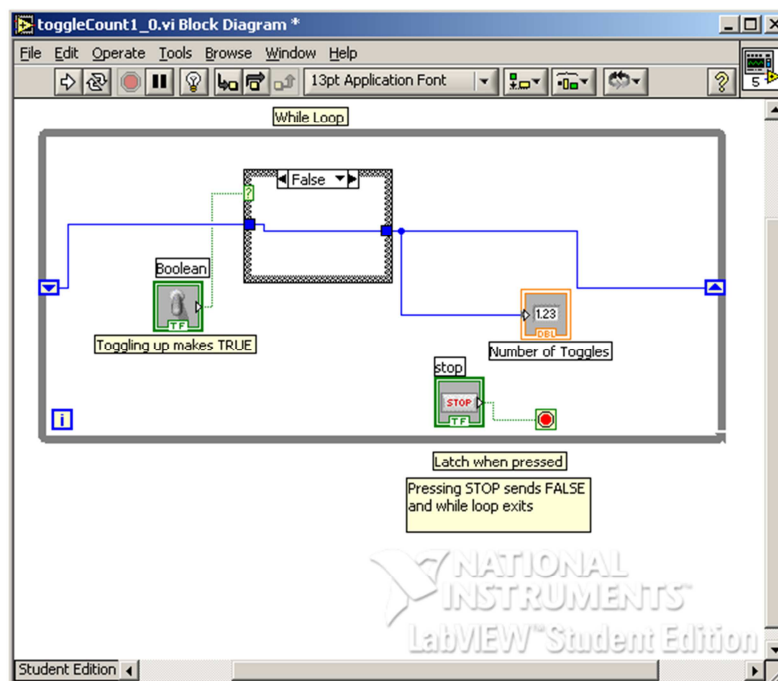 toggleCount1_0.vi Block Diagram *
File Edit Operate Tools Browse Window Help
13pt Application Font
?
5
While Loop
False
?
Boolean
TF
Toggling up makes TRUE
1.23
DBL
Number of Toggles
stop
STOP
TF
i
Latch when pressed
Pressing STOP sends FALSE
and while loop exits
NATIONAL
INSTRUMENTS™
LabVIEW™ Student Edition
Student Edition